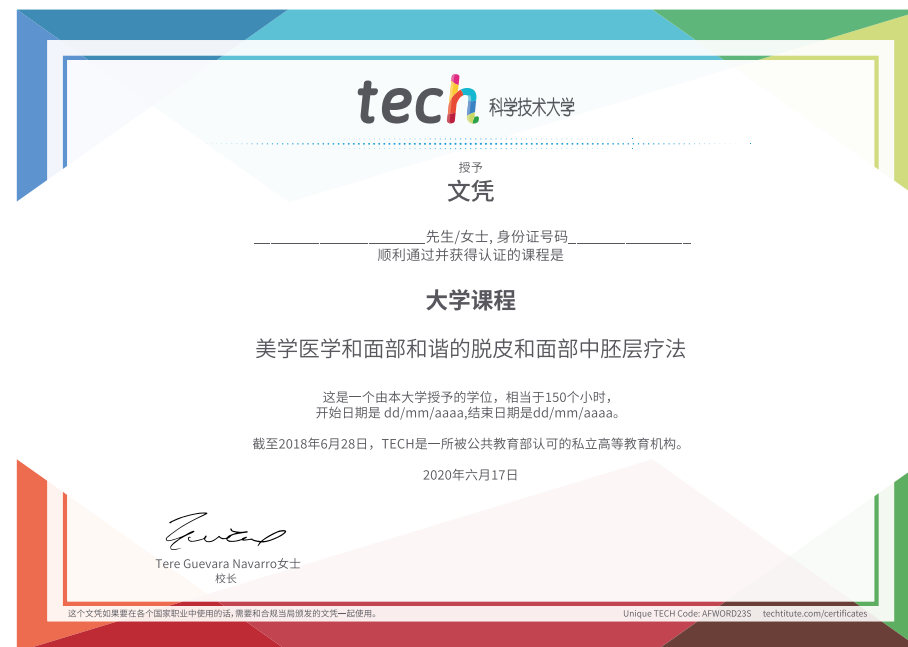 tech 科学技术大学
授予
文凭
________________________先生/女士, 身份证号码_________________
顺利通过并获得认证的课程是
大学课程
美学医学和面部和谐的脱皮和面部中胚层疗法
这是一个由本大学授予的学位，相当于150个小时，
开始日期是 dd/mm/aaaa,结束日期是dd/mm/aaaa。
截至2018年6月28日，TECH是一所被公共教育部认可的私立高等教育机构。
2020年六月17日
Tere Guevara Navarro女士
校长
这个文凭如果要在各个国家职业中使用的话,需要和合规当局颁发的文凭一起使用。
Unique TECH Code: AFWORD23S techtitute.com/certificates